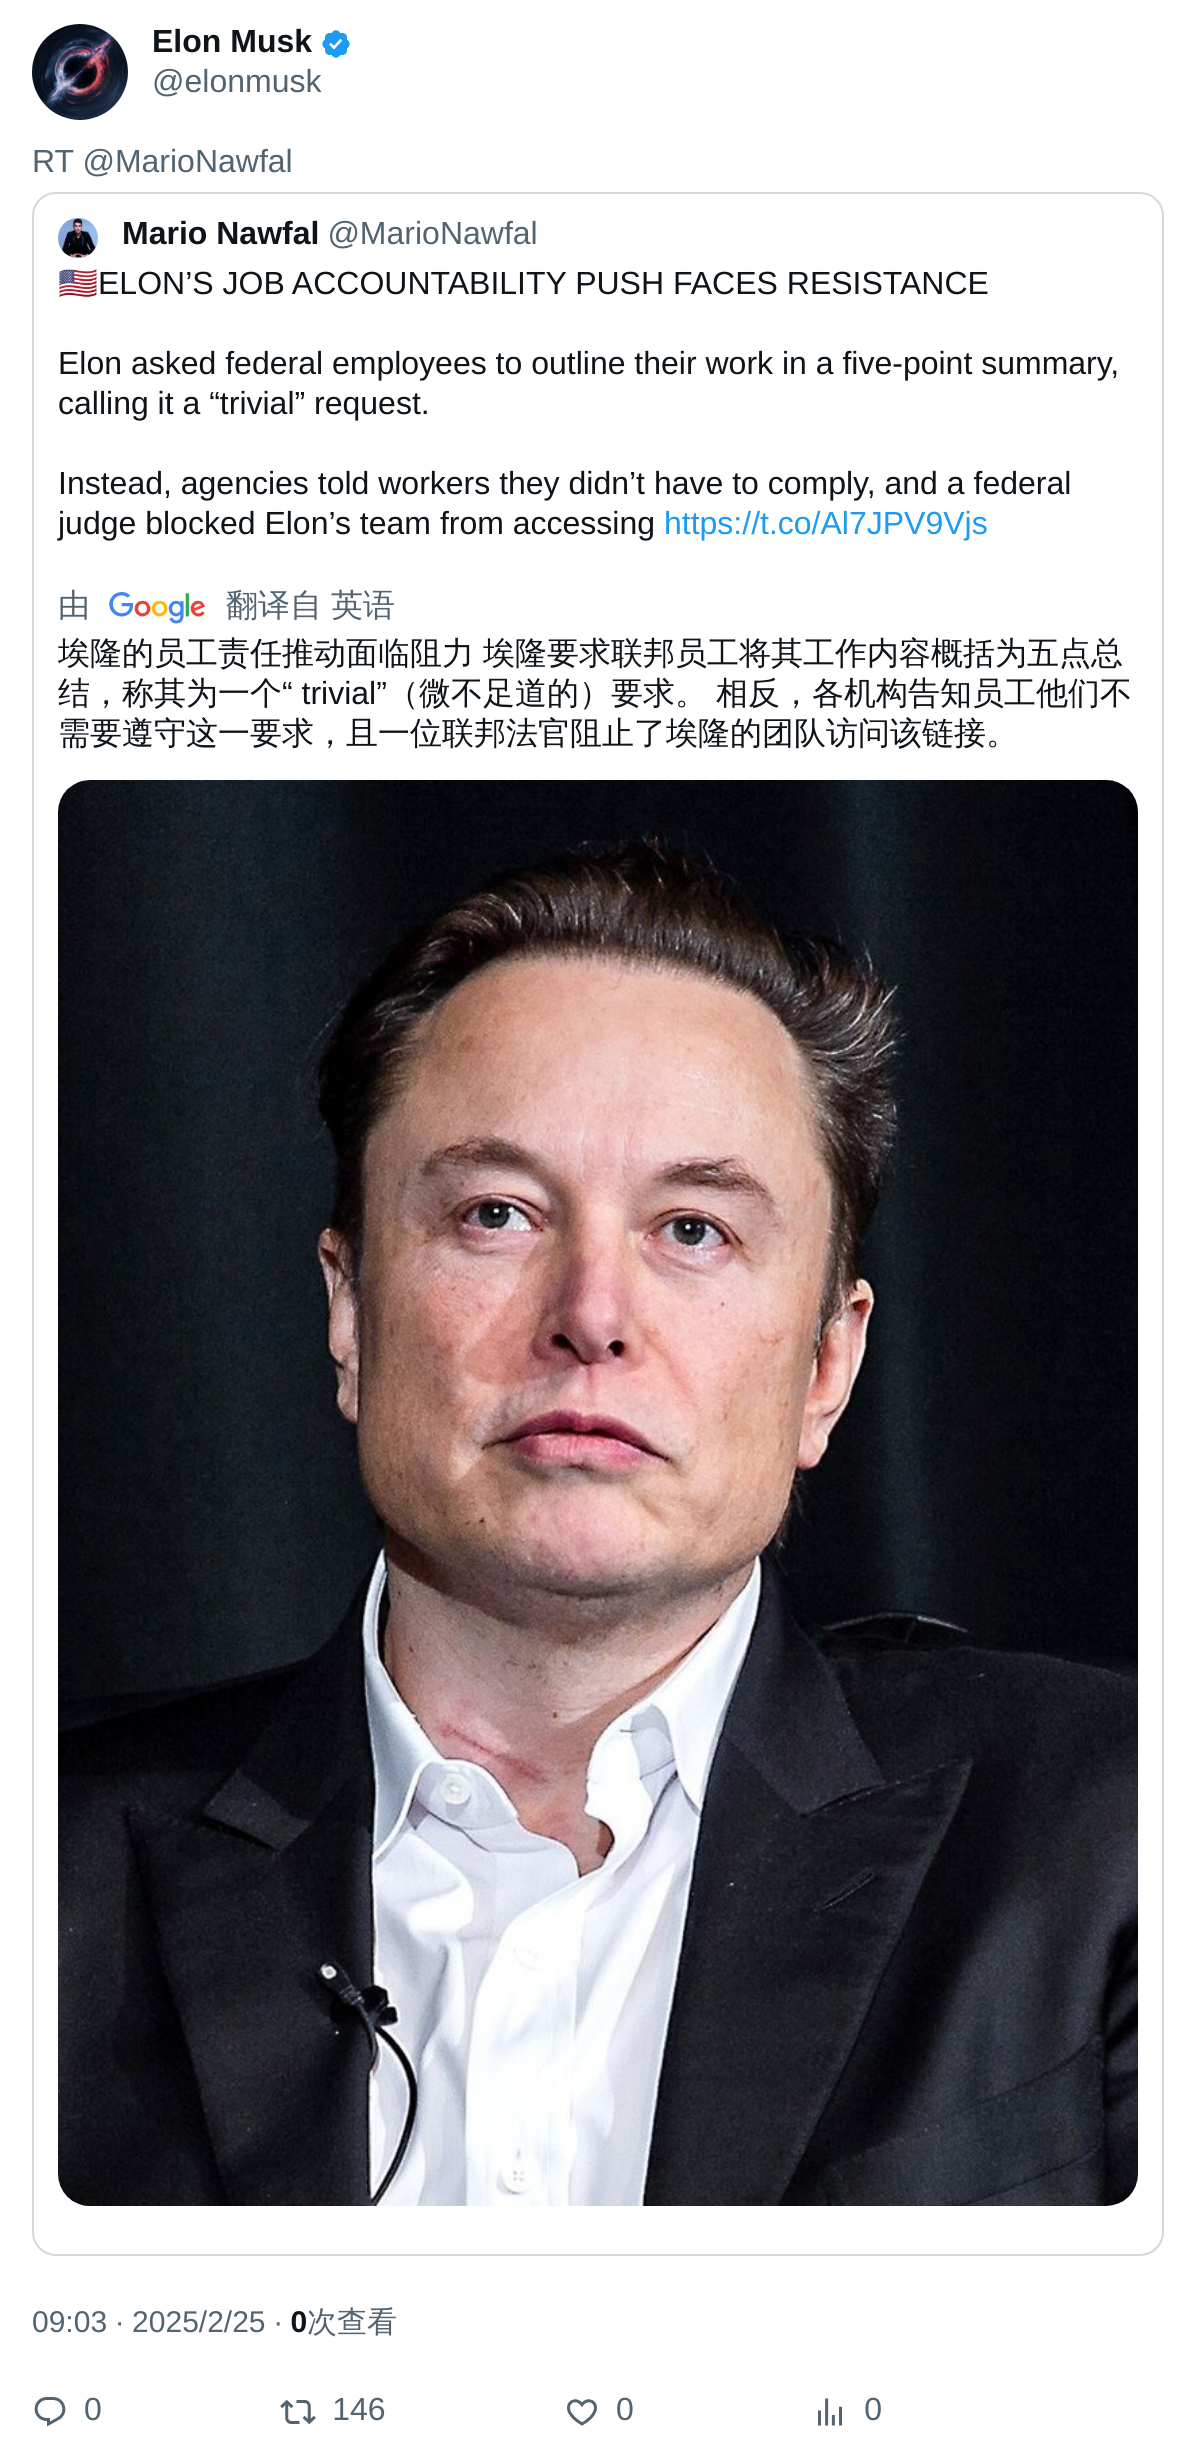 Elon Musk
@elonmusk
RT @MarioNawfal
Mario Nawfal @MarioNawfal
🇺🇸ELON’S JOB ACCOUNTABILITY PUSH FACES RESISTANCE
Elon asked federal employees to outline their work in a five-point summary,
calling it a “trivial” request.
Instead, agencies told workers they didn’t have to comply, and a federal
judge blocked Elon’s team from accessing https://t.co/Al7JPV9Vjs
由 Google 翻译自 英语
埃隆的员工责任推动面临阻力 埃隆要求联邦员工将其工作内容概括为五点总
结，称其为一个“ trivial”（微不足道的）要求。 相反，各机构告知员工他们不
需要遵守这一要求，且一位联邦法官阻止了埃隆的团队访问该链接。
09:03 · 2025/2/25 · 0次查看
0 146 0 0